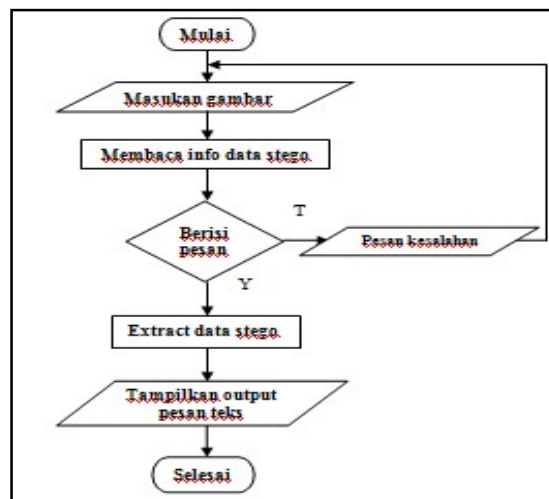 Mulai
Masukan gambar
Membaca info data stego
Berisi
pesan
T
Pesan kesalahan
Y
Extract data stego
Tampilkan output
pesan teks
Selesai